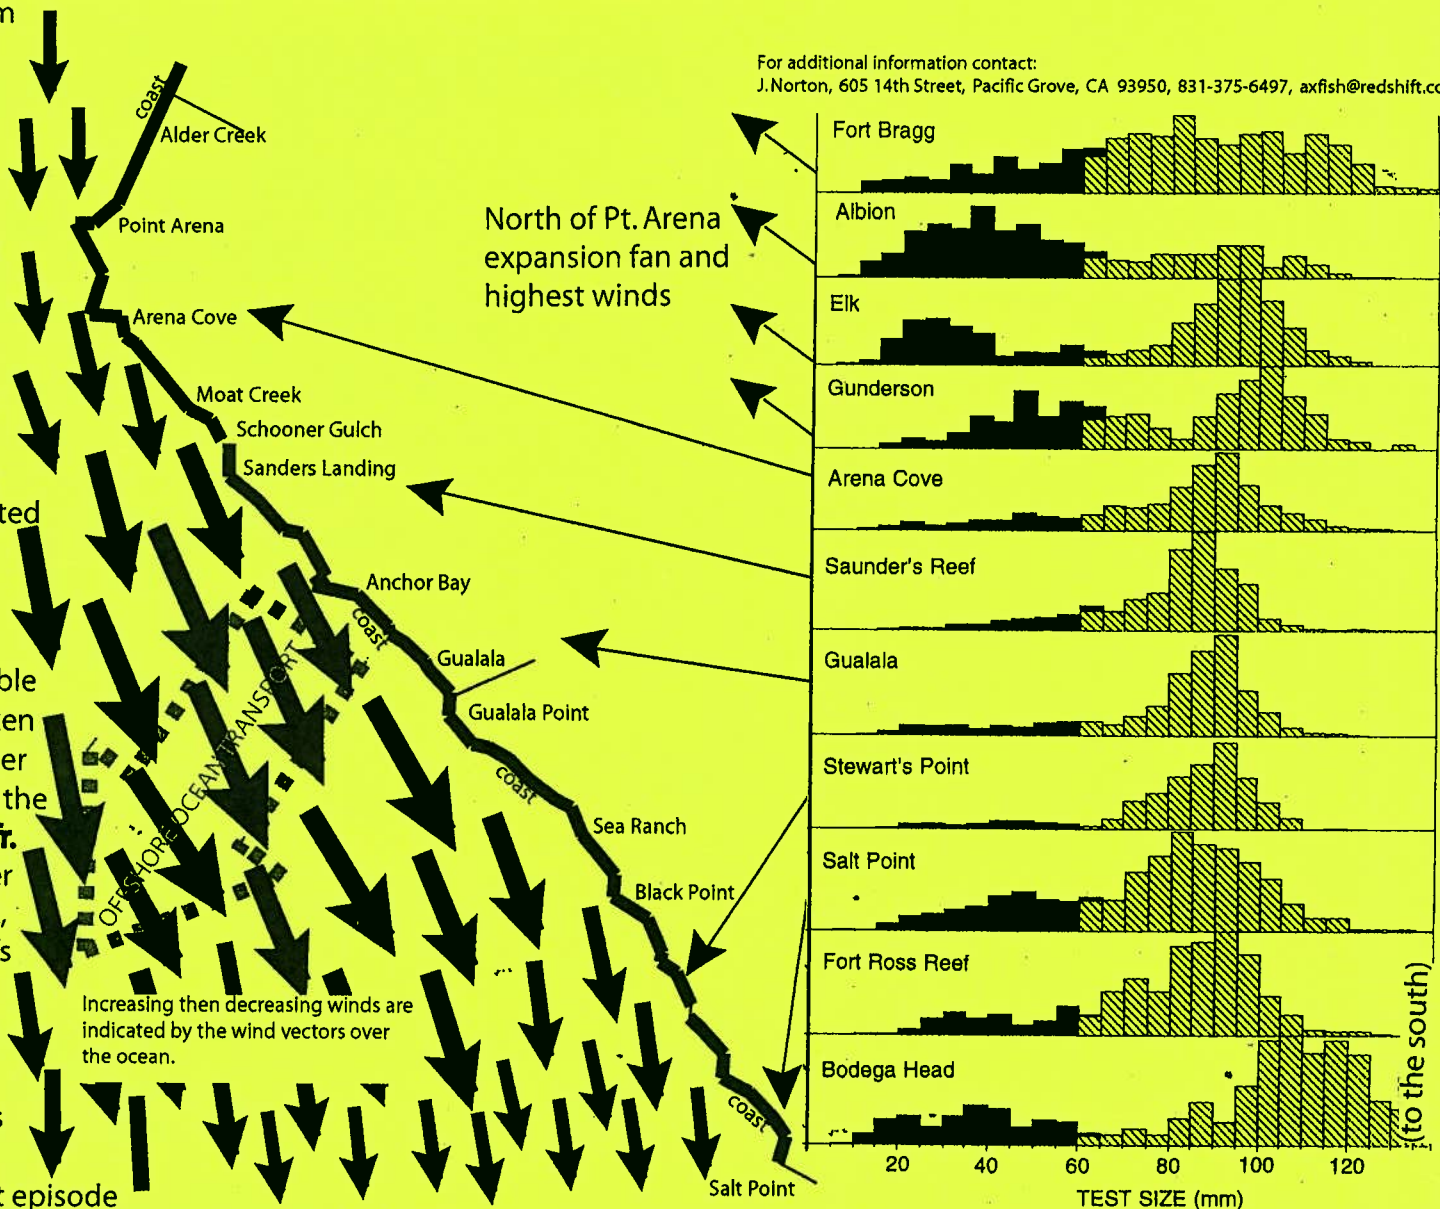 For additional information contact:
J.Norton, 605 14th Street, Pacific Grove, CA 93950, 831-375-6497, axfish@redshift.co
coast
Alder Creek
Point Arena
Arena Cove
Moat Creek
Schooner Gulch
Sanders Landing
Anchor Bay
coast
Gualala
Gualala Point
coast
Sea Ranch
Black Point
coast
Salt Point
OFFSHORE OCEAN TRANSPORT
North of Pt. Arena
expansion fan and
highest winds
Increasing then decreasing winds are
indicated by the wind vectors over
the ocean.
m
ted
ble
en
er
the
r.
er
,
s
s
t episode
Fort Bragg
Albion
Elk
Gunderson
Arena Cove
Saunder's Reef
Gualala
Stewart's Point
Salt Point
Fort Ross Reef
Bodega Head
(to the south)
20 40 60 80 100 120
TEST SIZE (mm)